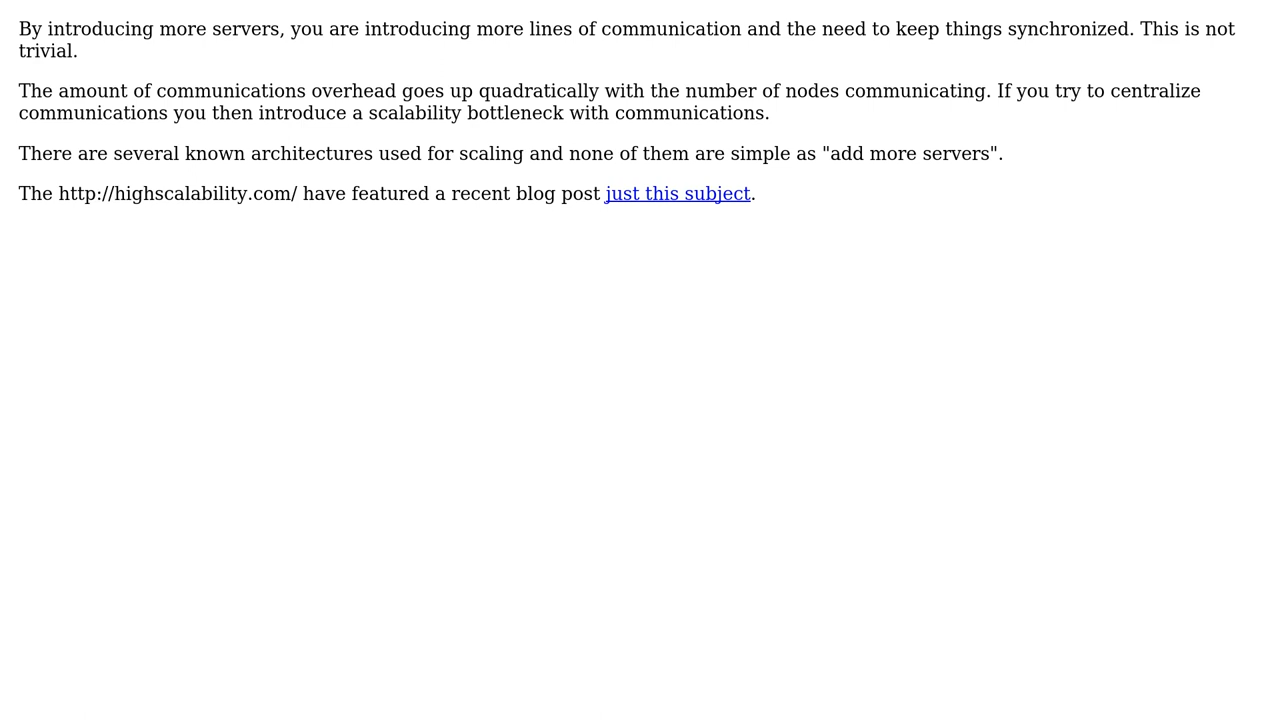 By introducing more servers, you are introducing more lines of communication and the need to keep things synchronized. This is not
trivial.
The amount of communications overhead goes up quadratically with the number of nodes communicating. If you try to centralize
communications you then introduce a scalability bottleneck with communications.
There are several known architectures used for scaling and none of them are simple as "add more servers".
The http://highscalability.com/ have featured a recent blog post just this subject.